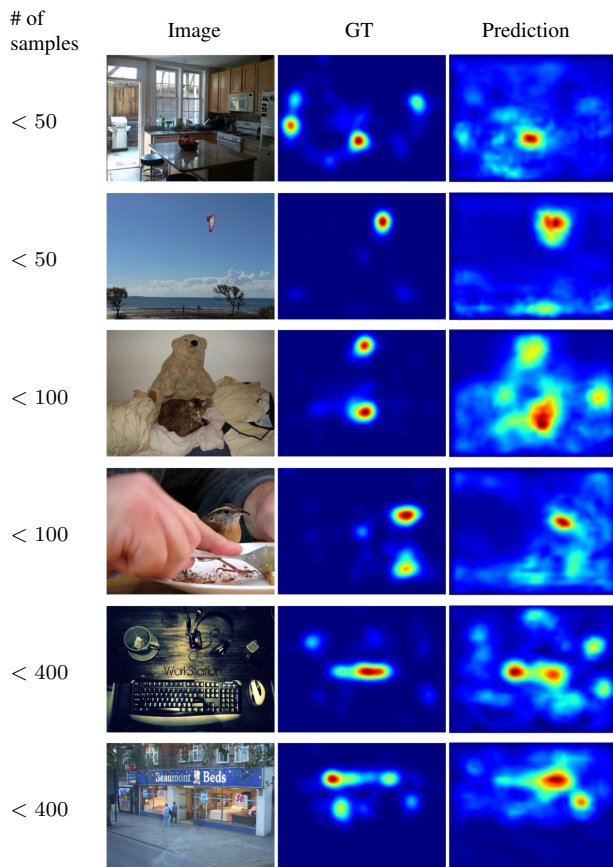 # of
samples
Image
GT
Prediction
< 50
< 50
< 100
< 100
< 400
WorkStation
< 400
Beaumont Beds